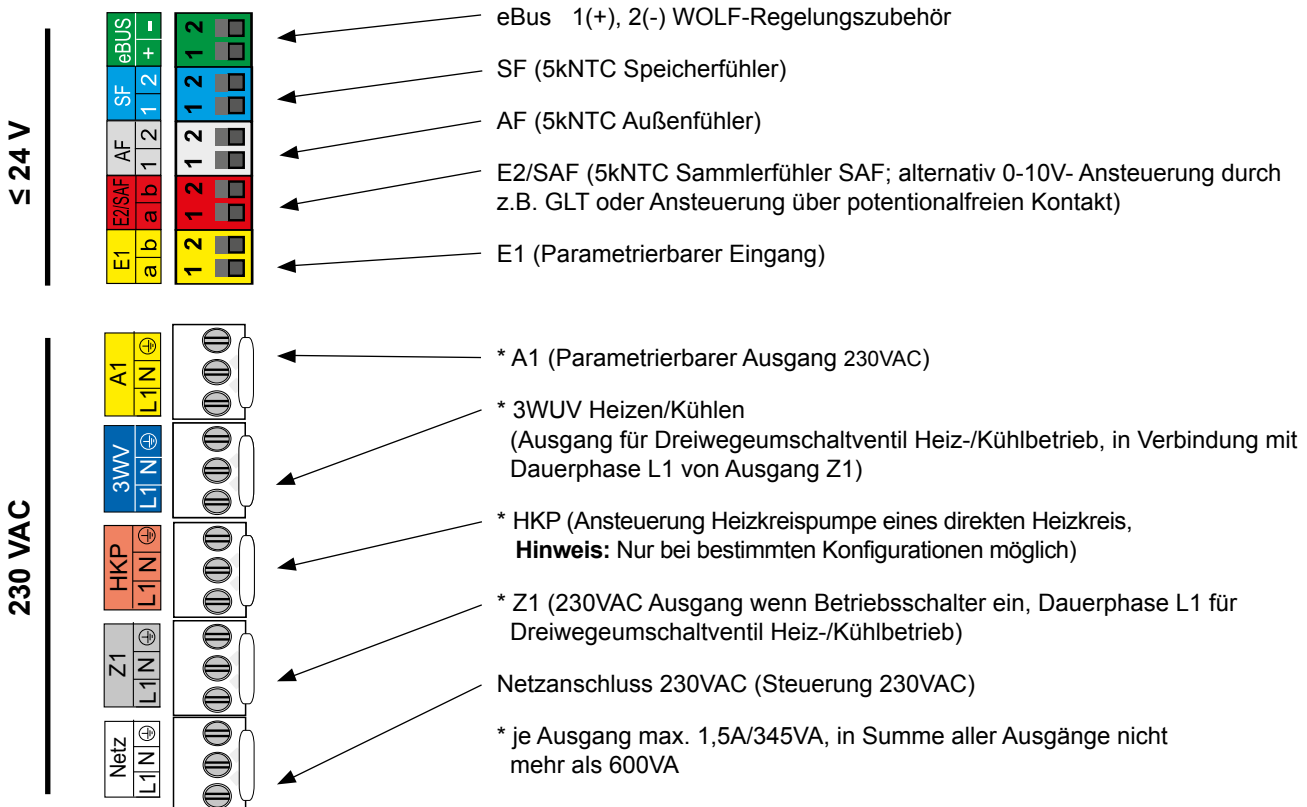 ≤ 24 V
eBUS + -
1 2
eBus 1(+), 2(-) WOLF-Regelungszubehör
SF 1 2
1 2
SF (5kNTC Speicherfühler)
AF 1 2
1 2
AF (5kNTC Außenfühler)
E2/SAF a b
1 2
E2/SAF (5kNTC Sammlerfühler SAF; alternativ 0-10V- Ansteuerung durch
z.B. GLT oder Ansteuerung über potentionalfreien Kontakt)
E1 a b
1 2
E1 (Parametrierbarer Eingang)
230 VAC
A1
L1 N
* A1 (Parametrierbarer Ausgang 230VAC)
3WV
L1 N
* 3WUV Heizen/Kühlen
(Ausgang für Dreiwegeumschaltventil Heiz-/Kühlbetrieb, in Verbindung mit
Dauerphase L1 von Ausgang Z1)
HKP
L1 N
* HKP (Ansteuerung Heizkreispumpe eines direkten Heizkreis,
Hinweis: Nur bei bestimmten Konfigurationen möglich)
Z1
L1 N
* Z1 (230VAC Ausgang wenn Betriebsschalter ein, Dauerphase L1 für
Dreiwegeumschaltventil Heiz-/Kühlbetrieb)
Netz
L1 N
Netzanschluss 230VAC (Steuerung 230VAC)
* je Ausgang max. 1,5A/345VA, in Summe aller Ausgänge nicht
mehr als 600VA